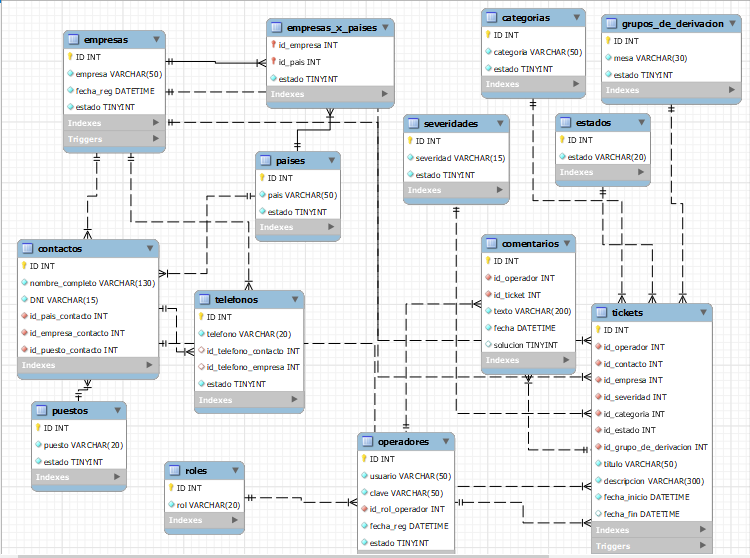 empresas
ID INT
empresa VARCHAR(50)
fecha_reg DATETIME
estado TINYINT
Indexes
Triggers
empresas_x_paises
id_empresa INT
id_pais INT
estado TINYINT
Indexes
categorias
ID INT
categoria VARCHAR(50)
estado TINYINT
Indexes
grupos_de_derivacion
ID INT
mesa VARCHAR(30)
estado TINYINT
Indexes
severidades
ID INT
severidad VARCHAR(15)
estado TINYINT
Indexes
estados
ID INT
estado VARCHAR(20)
Indexes
paises
ID INT
pais VARCHAR(50)
estado TINYINT
Indexes
contactos
ID INT
nombre_completo VARCHAR(130)
DNI VARCHAR(15)
id_pais_contacto INT
id_empresa_contacto INT
id_puesto_contacto INT
Indexes
telefonos
ID INT
telefono VARCHAR(20)
id_telefono_contacto INT
id_telefono_empresa INT
estado TINYINT
Indexes
comentarios
ID INT
id_operador INT
id_ticket INT
texto VARCHAR(200)
fecha DATETIME
solucion TINYINT
Indexes
tickets
ID INT
id_operador INT
id_contacto INT
id_empresa INT
id_severidad INT
id_categoria INT
id_estado INT
id_grupo_de_derivacion INT
titulo VARCHAR(50)
descripcion VARCHAR(300)
fecha_inicio DATETIME
fecha_fin DATETIME
Indexes
Triggers
puestos
ID INT
puesto VARCHAR(20)
estado TINYINT
Indexes
roles
ID INT
rol VARCHAR(20)
Indexes
operadores
ID INT
usuario VARCHAR(50)
clave VARCHAR(50)
id_rol_operador INT
fecha_reg DATETIME
estado TINYINT